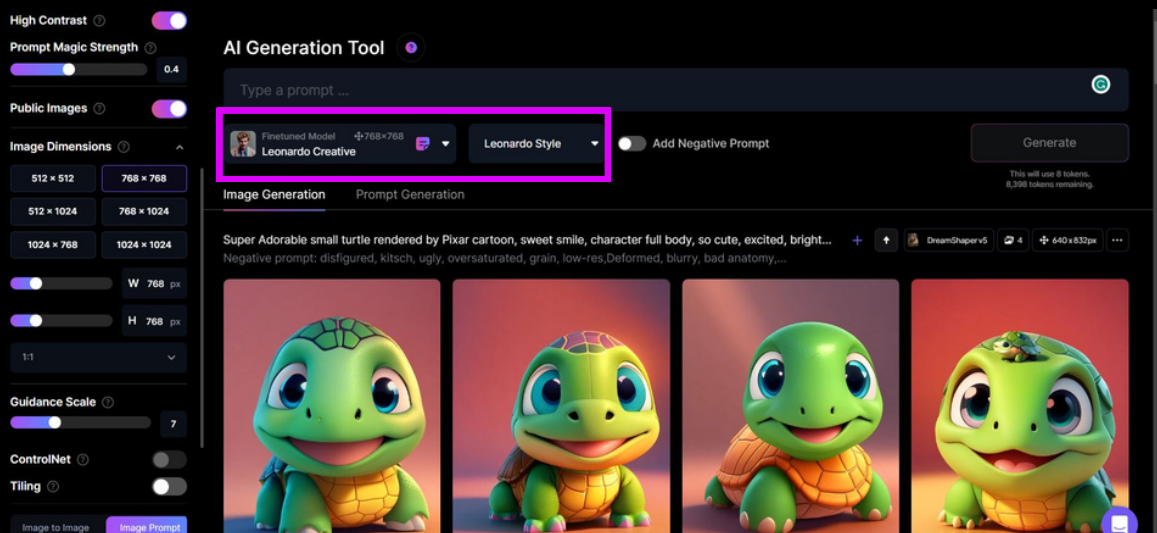 High Contrast
Prompt Magic Strength
0.4
Public Images
Image Dimensions
512 × 512
768 × 768
512 × 1024
768 × 1024
1024 × 768
1024 × 1024
W 768 px
H 768 px
1:1
Guidance Scale
7
ControlNet
Tiling
Image to Image
Image Prompt
AI Generation Tool
Type a prompt ...
Finetuned Model 768×768
Leonardo Creative
Leonardo Style
Add Negative Prompt
Generate
This will use 8 tokens.
8,398 tokens remaining.
Image Generation
Prompt Generation
Super Adorable small turtle rendered by Pixar cartoon, sweet smile, character full body, so cute, excited, bright...
DreamShaper v5
4
640 x 832px
Negative prompt: disfigured, kitsch, ugly, oversaturated, grain, low-res,Deformed, blurry, bad anatomy,...